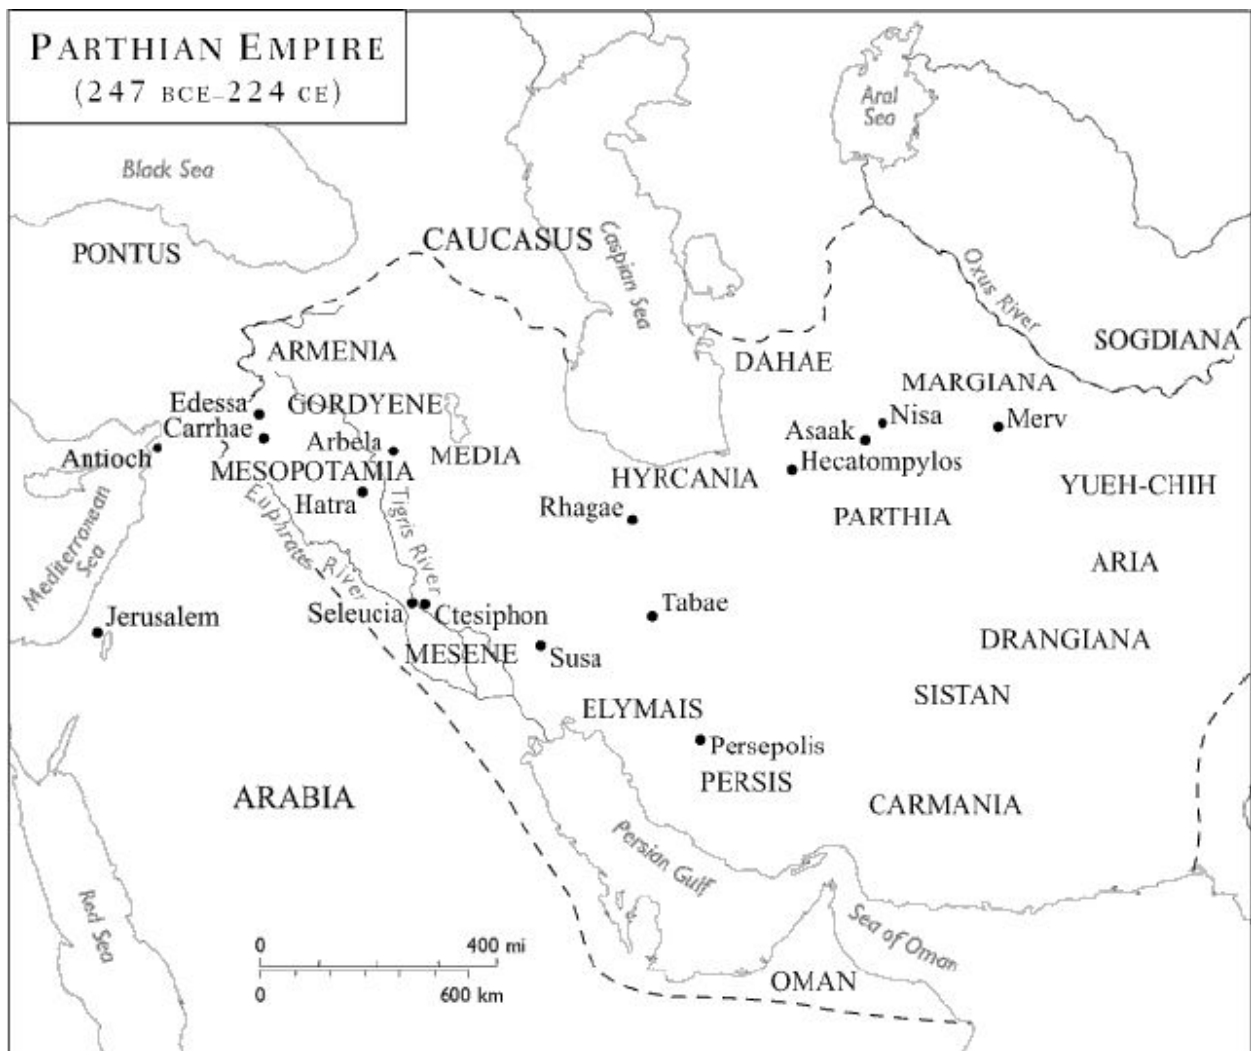 PARTHIAN EMPIRE
(247 BCE–224 CE)
Aral
Sea
Black Sea
PONTUS
CAUCASUS
Caspian Sea
Oxus River
SOGDIANA
ARMENIA
DAHAE
MARGIANA
Edessa
GORDYENE
Nisa
Merv
Carrhae
Asaak
Antioch
Arbela
MEDIA
Hecatompylos
MESOPOTAMIA
HYRCANIA
YUEH-CHIH
Hatra
Rhagae
PARTHIA
Euphrates River
Tigris River
Mediterranean
Sea
ARIA
Jerusalem
Seleucia
Ctesiphon
Tabae
DRANGIANA
MESENE
Susa
SISTAN
ELYMAIS
Persepolis
PERSIS
ARABIA
CARMANIA
Persian Gulf
Red Sea
Sea of Oman
0 400 mi
0 600 km
OMAN